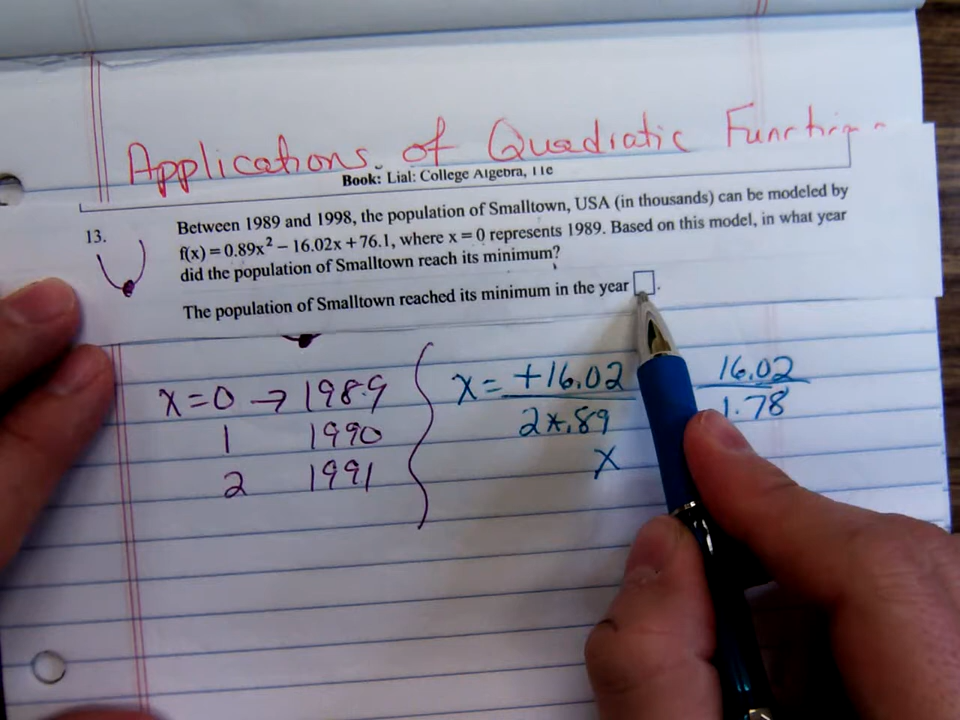 Applications of Quadratic Function
Book: Lial: College Algebra, 11e
13. Between 1989 and 1998, the population of Smalltown, USA (in thousands) can be modeled by
f(x) = 0.89x² − 16.02x + 76.1, where x = 0 represents 1989. Based on this model, in what year
did the population of Smalltown reach its minimum?
The population of Smalltown reached its minimum in the year □.
x=0 → 1989
1 1990
2 1991
x = +16.02 / 2*.89
16.02 / 1.78
x